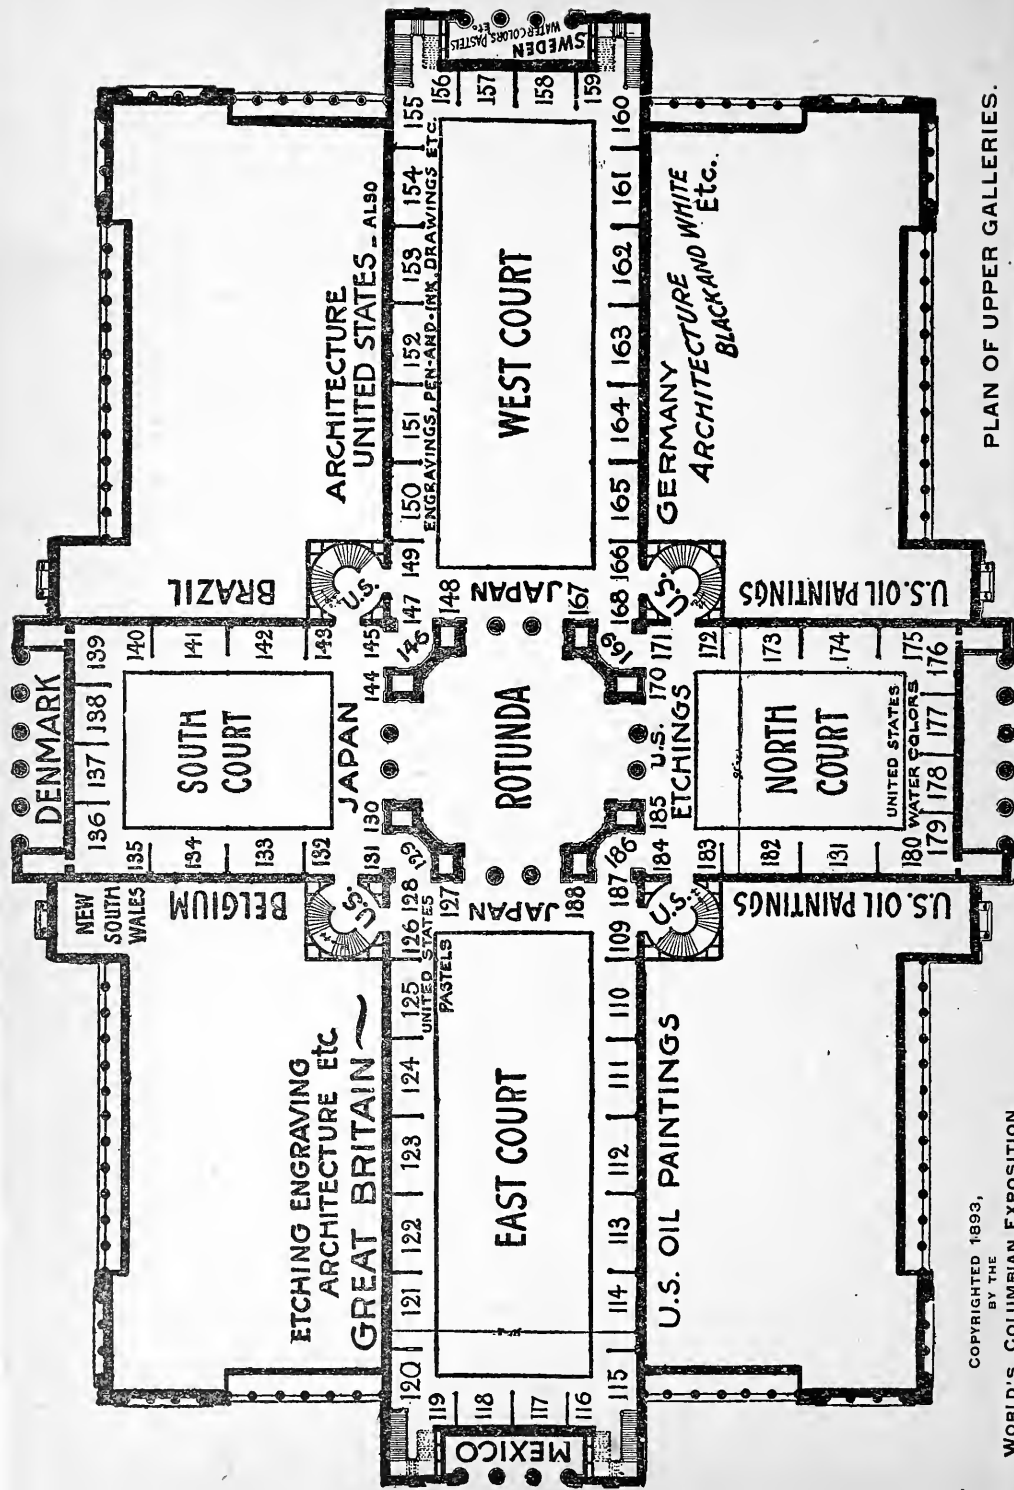 DENMARK
136
137
138
139
NEW
SOUTH
WALES
BELGIUM
135
134
133
132
SOUTH
COURT
140
141
142
143
BRAZIL
ETCHING ENGRAVING
ARCHITECTURE Etc.
GREAT BRITAIN
U.S.
JAPAN
U.S.
ARCHITECTURE
UNITED STATES _ ALSO
120
121
122
123
124
125
126
128
131
129
130
144
146
145
147
149
150
151
152
153
154
155
UNITED STATES
PASTELS
ENGRAVINGS, PEN-AND-INK, DRAWINGS ETC.
119
118
117
116
MEXICO
EAST COURT
127
JAPAN
188
ROTUNDA
148
JAPAN
167
WEST COURT
156
157
158
159
SWEDEN
WATERCOLORS PASTELS
ETC.
115
114
113
112
111
110
109
187
184
186
185
U.S.
170
169
171
168
166
165
164
163
162
161
160
U.S.
ETCHINGS
U.S.
U.S. OIL PAINTINGS
GERMANY
ARCHITECTURE
BLACK AND WHITE
Etc.
183
182
131
180
NORTH
COURT
172
173
174
175
U.S. OIL PAINTINGS
U.S. OIL PAINTINGS
UNITED STATES
WATER COLORS
179
178
177
176
COPYRIGHTED 1893,
BY THE
WORLD'S COLUMBIAN EXPOSITION
PLAN OF UPPER GALLERIES.